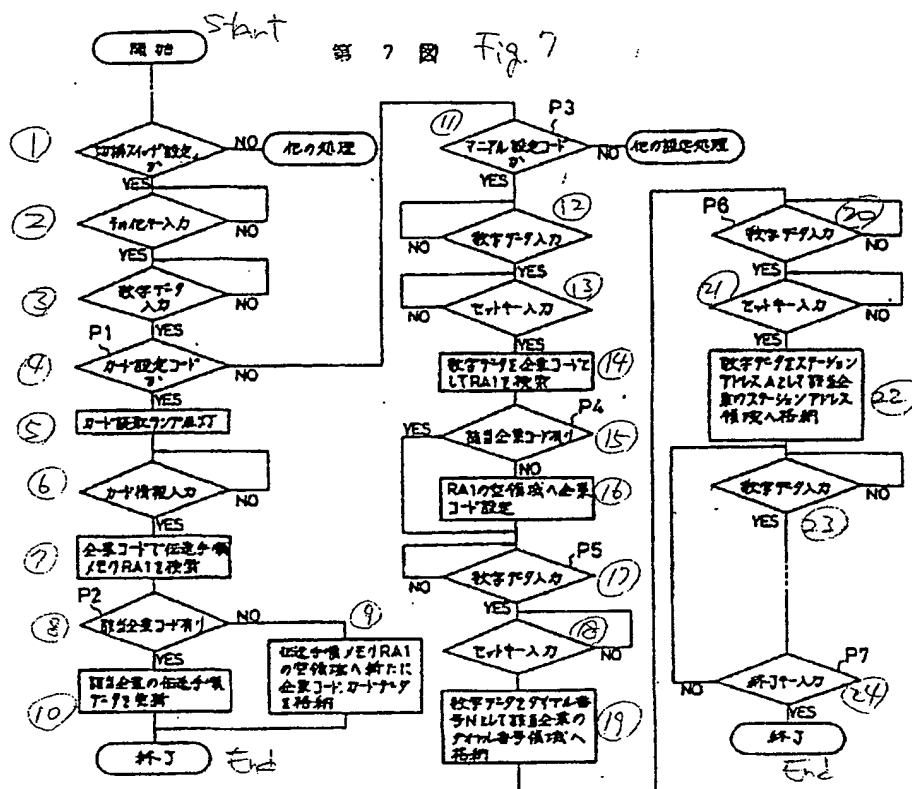 Start
開始
第 7 図 Fig. 7
①
切換スイッチ"設定"
か
NO
他の処理
YES
②
その他キー入力
NO
YES
③
数字データ
入力
NO
YES
P1
④
カード設定コード
か
NO
YES
⑤
カード読取ランプ点灯
⑥
カード情報入力
NO
YES
⑦
企業コードで伝送手順
メモリRA1を検索
P2
⑧
該当企業コード有り
NO
YES
⑨
伝送手順メモリRA1
の空領域へ新たに
企業コード、カードデータ
を格納
⑩
該当企業の伝送手順
データを更新
終了
End
P3
⑪
マニアル設定コード
か
NO
他の設定処理
YES
⑫
数字データ入力
NO
YES
⑬
セットキー入力
NO
YES
⑭
数字データを企業コードと
してRA1を検索
P4
YES
該当企業コード有り
⑮
NO
RA1の空領域へ企業
コード設定
⑯
P5
数字データ入力
⑰
NO
YES
⑱
セットキー入力
NO
YES
数字データをダイアル番
号Nとして該当企業の
ダイアル番号領域へ
格納
⑲
P6
⑳
数字データ入力
NO
YES
21
セットキー入力
NO
YES
数字データをステーション
アドレスAとして該当企
業のステーションアドレス
領域へ格納
22
数字データ入力
NO
YES
23
P7
終了キー入力
NO
24
YES
終了
End